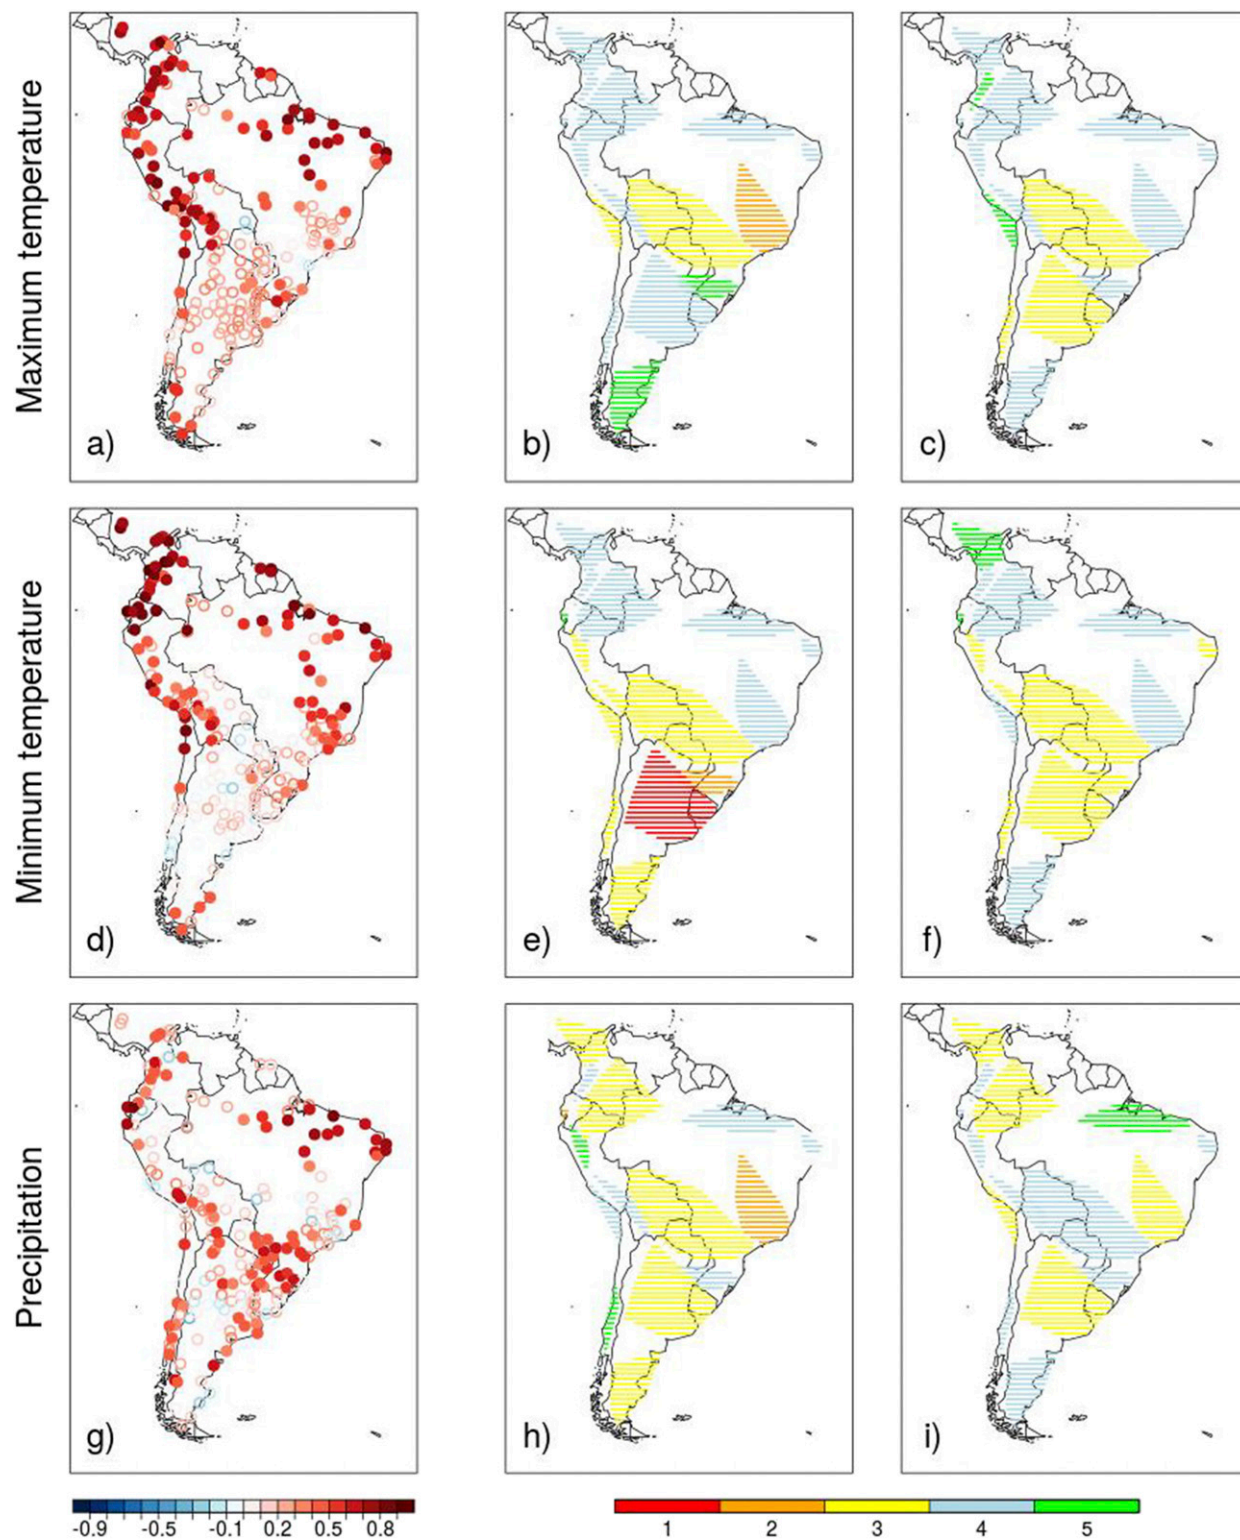 Maximum temperature
a)
b)
c)
Minimum temperature
d)
e)
f)
Precipitation
g)
h)
i)
-0.9 -0.5 -0.1 0.2 0.5 0.8
1 2 3 4 5